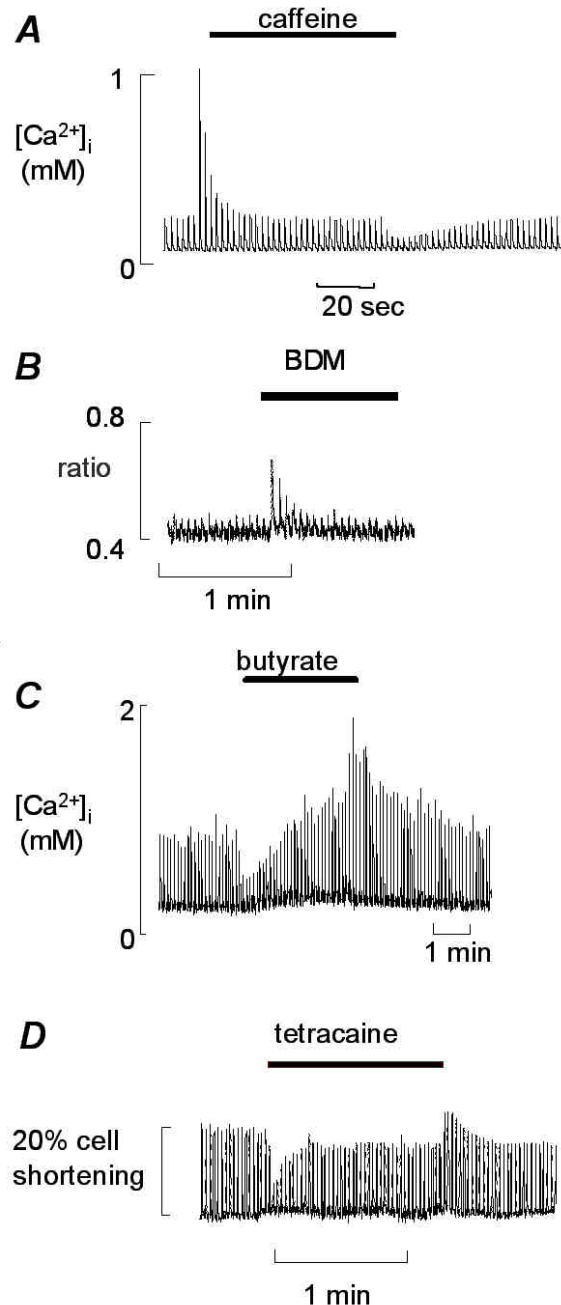 A
caffeine
1
[Ca²⁺]i
(mM)
0
20 sec
B
BDM
0.8
ratio
0.4
1 min
C
butyrate
2
[Ca²⁺]i
(mM)
0
1 min
D
tetracaine
20% cell
shortening
1 min